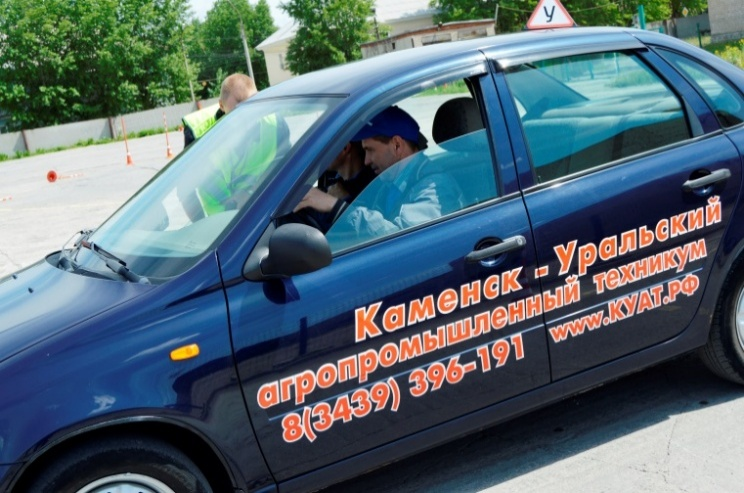 У
Каменск - Уральский
агропромышленный техникум
8(3439) 396-191 www.КУАТ.РФ